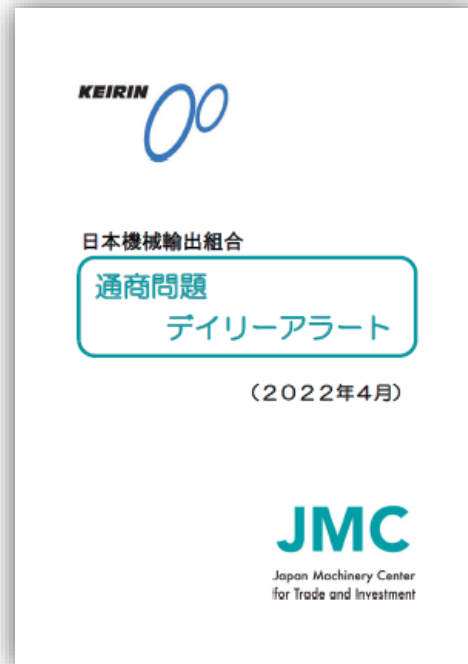 KEIRIN
日本機械輸出組合
通商問題
デイリーアラート
(2022年4月)
JMC
Japan Machinery Center
for Trade and Investment